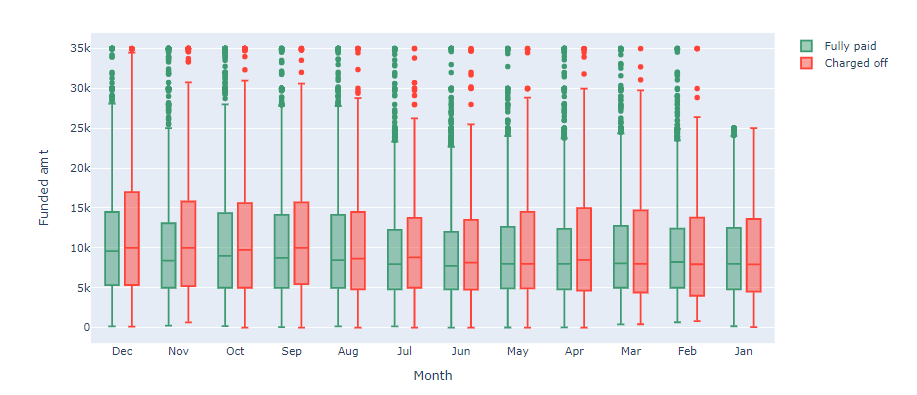 Fully paid
Charged off
35k
30k
25k
20k
15k
10k
5k
0
Funded amt
Dec Nov Oct Sep Aug Jul Jun May Apr Mar Feb Jan
Month